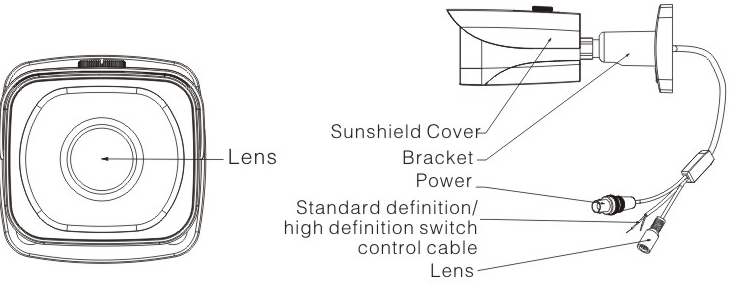 Lens
Sunshield Cover
Bracket
Power
Standard definition/
high definition switch
control cable
Lens